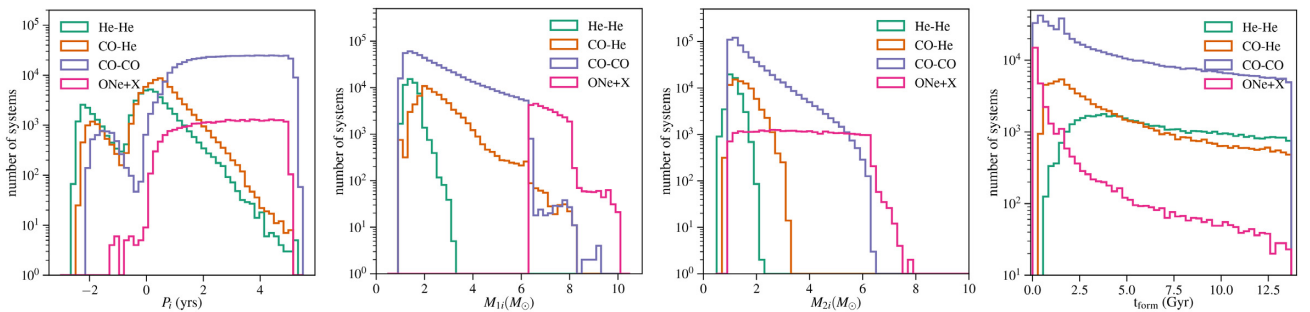 10^5
10^4
10^3
10^2
10^1
10^0
number of systems
He-He
CO-He
CO-CO
ONe+X
−2 0 2 4
P_i (yrs)
10^5
10^4
10^3
10^2
10^1
10^0
number of systems
He-He
CO-He
CO-CO
ONe+X
0 2 4 6 8 10
M_{1i}(M_⊙)
10^5
10^4
10^3
10^2
10^1
10^0
number of systems
He-He
CO-He
CO-CO
ONe+X
0 2 4 6 8 10
M_{2i}(M_⊙)
10^4
10^3
10^2
10^1
number of systems
He-He
CO-He
CO-CO
ONe+X
0.0 2.5 5.0 7.5 10.0 12.5
t_{form} (Gyr)